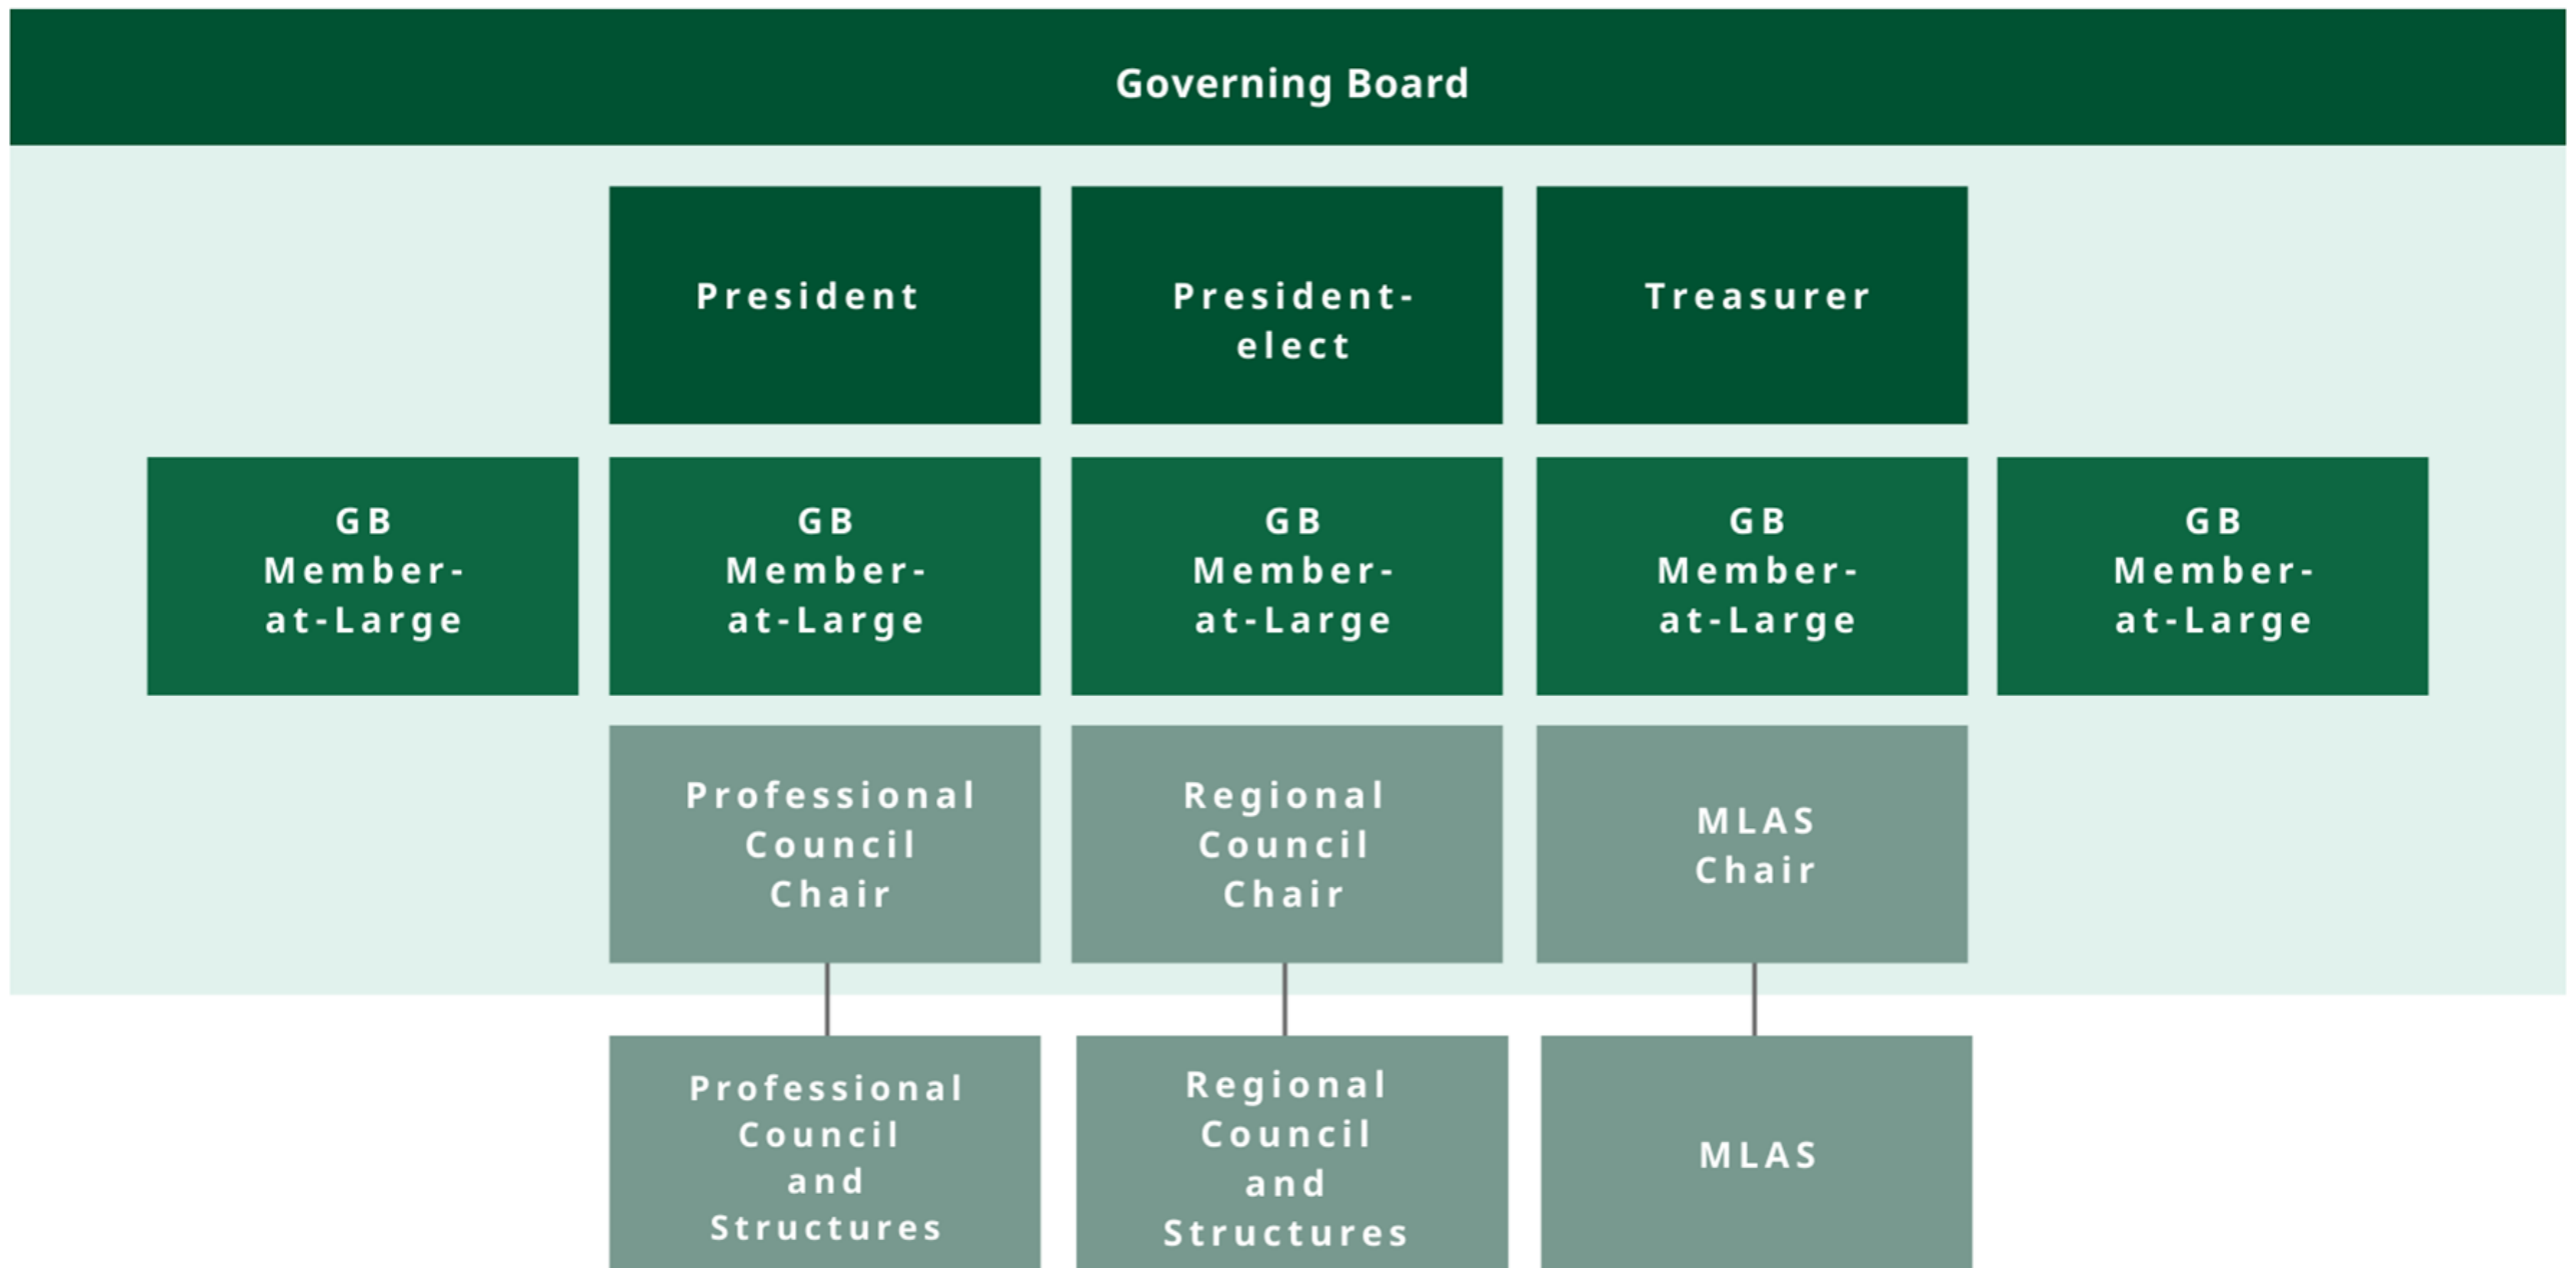 Governing Board
President
President-
elect
Treasurer
GB
Member-
at-Large
GB
Member-
at-Large
GB
Member-
at-Large
GB
Member-
at-Large
GB
Member-
at-Large
Professional
Council
Chair
Regional
Council
Chair
MLAS
Chair
Professional
Council
and
Structures
Regional
Council
and
Structures
MLAS